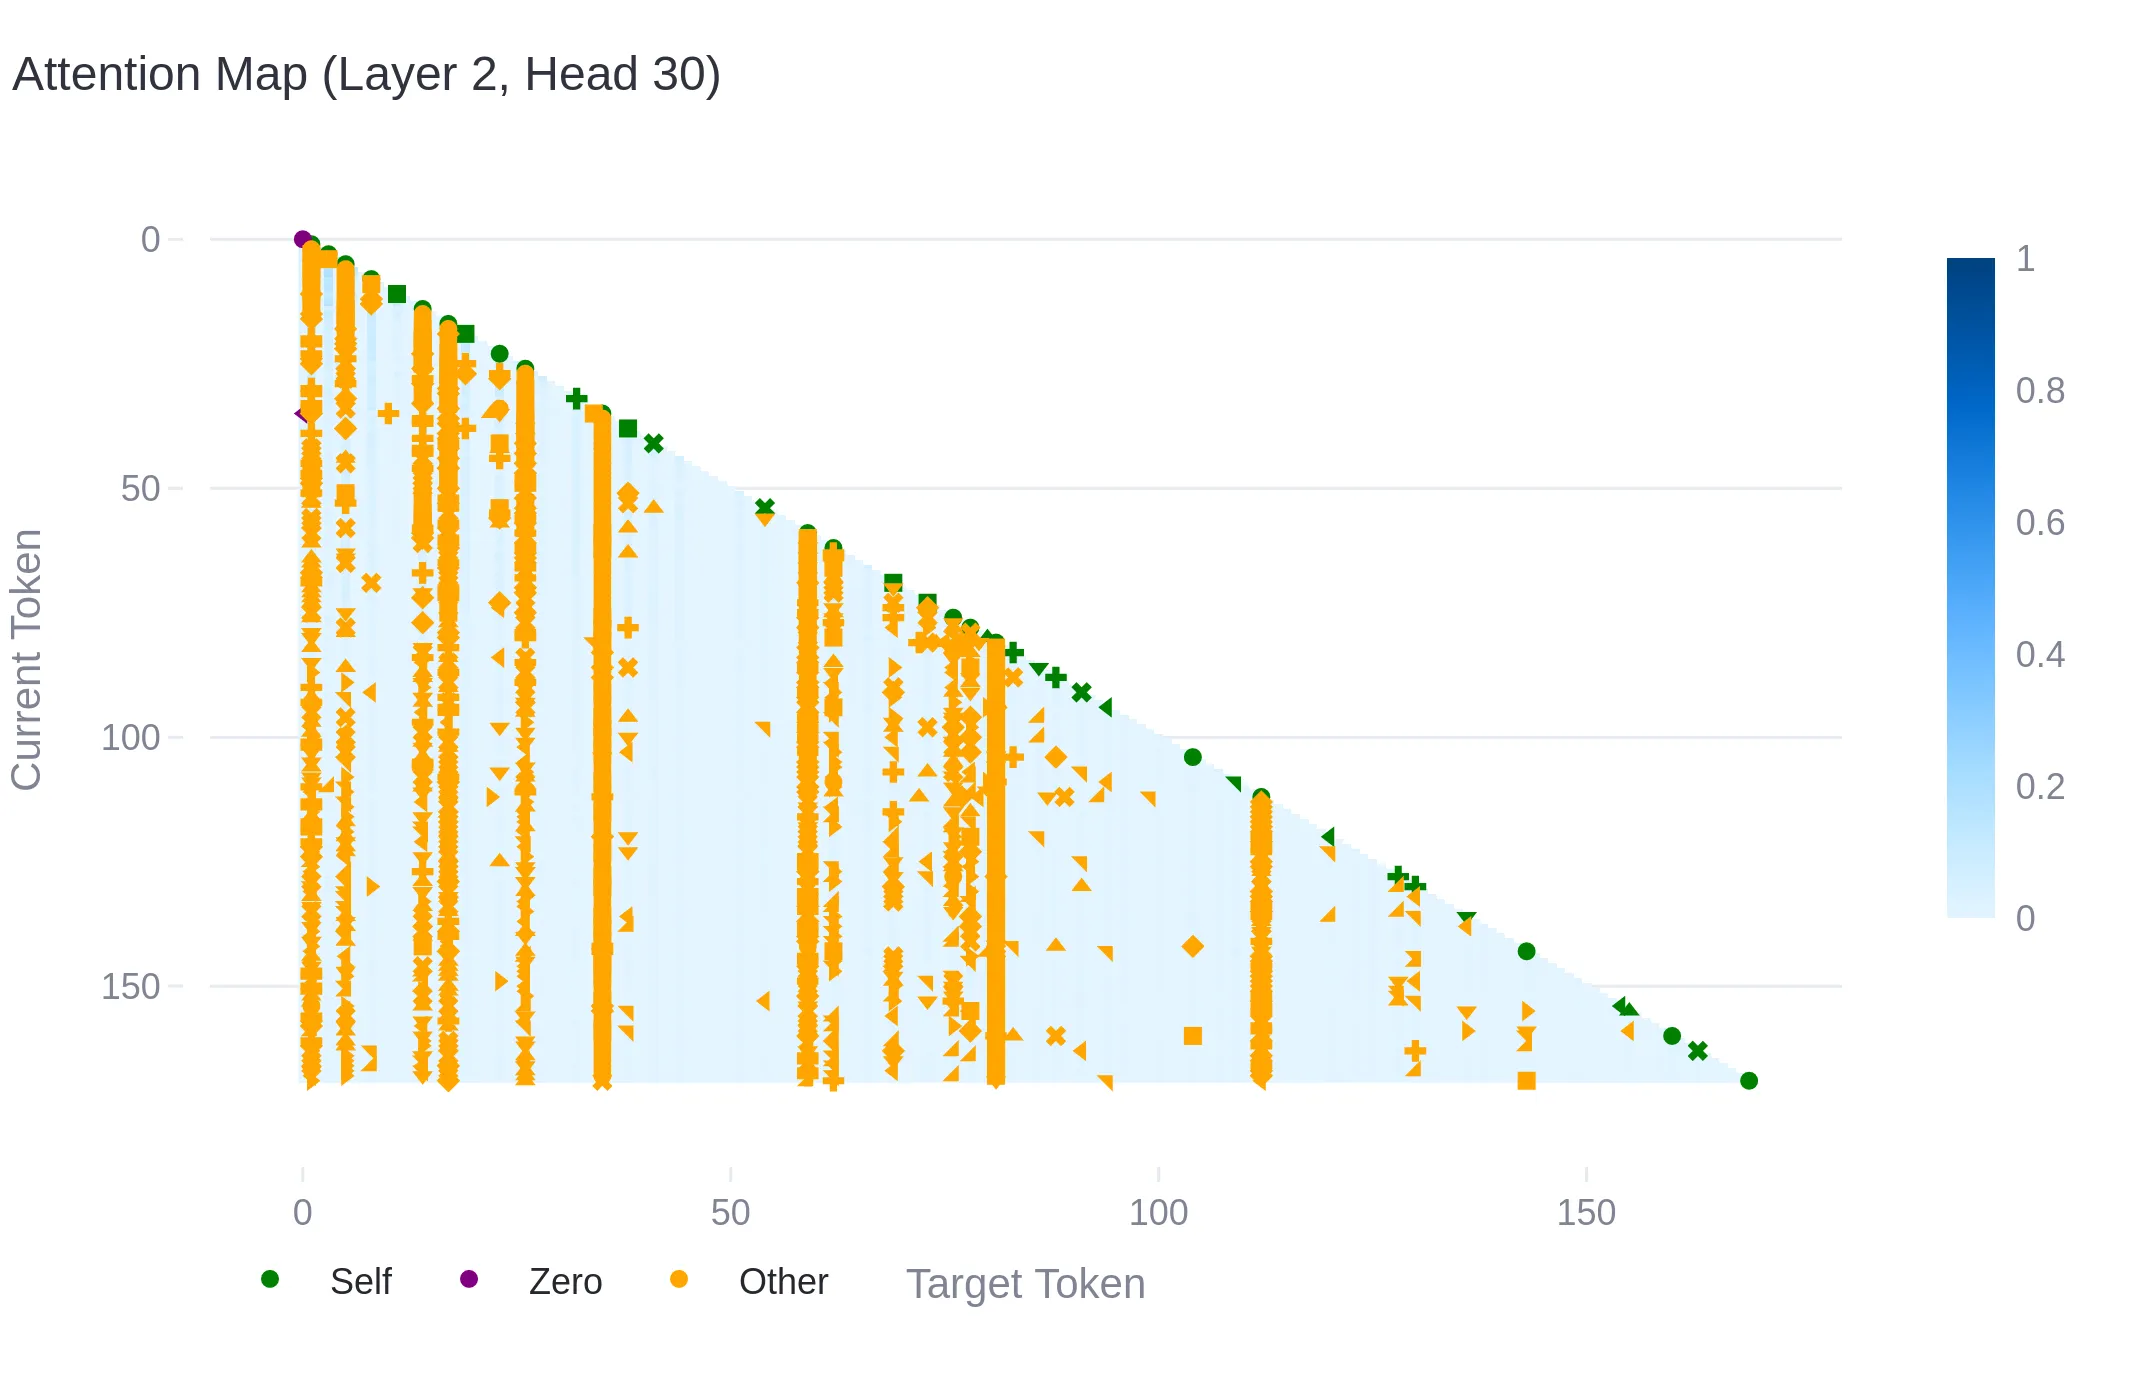 Attention Map (Layer 2, Head 30)
0
50
100
150
Current Token
1
0.8
0.6
0.4
0.2
0
0
50
100
150
Self
Zero
Other
Target Token